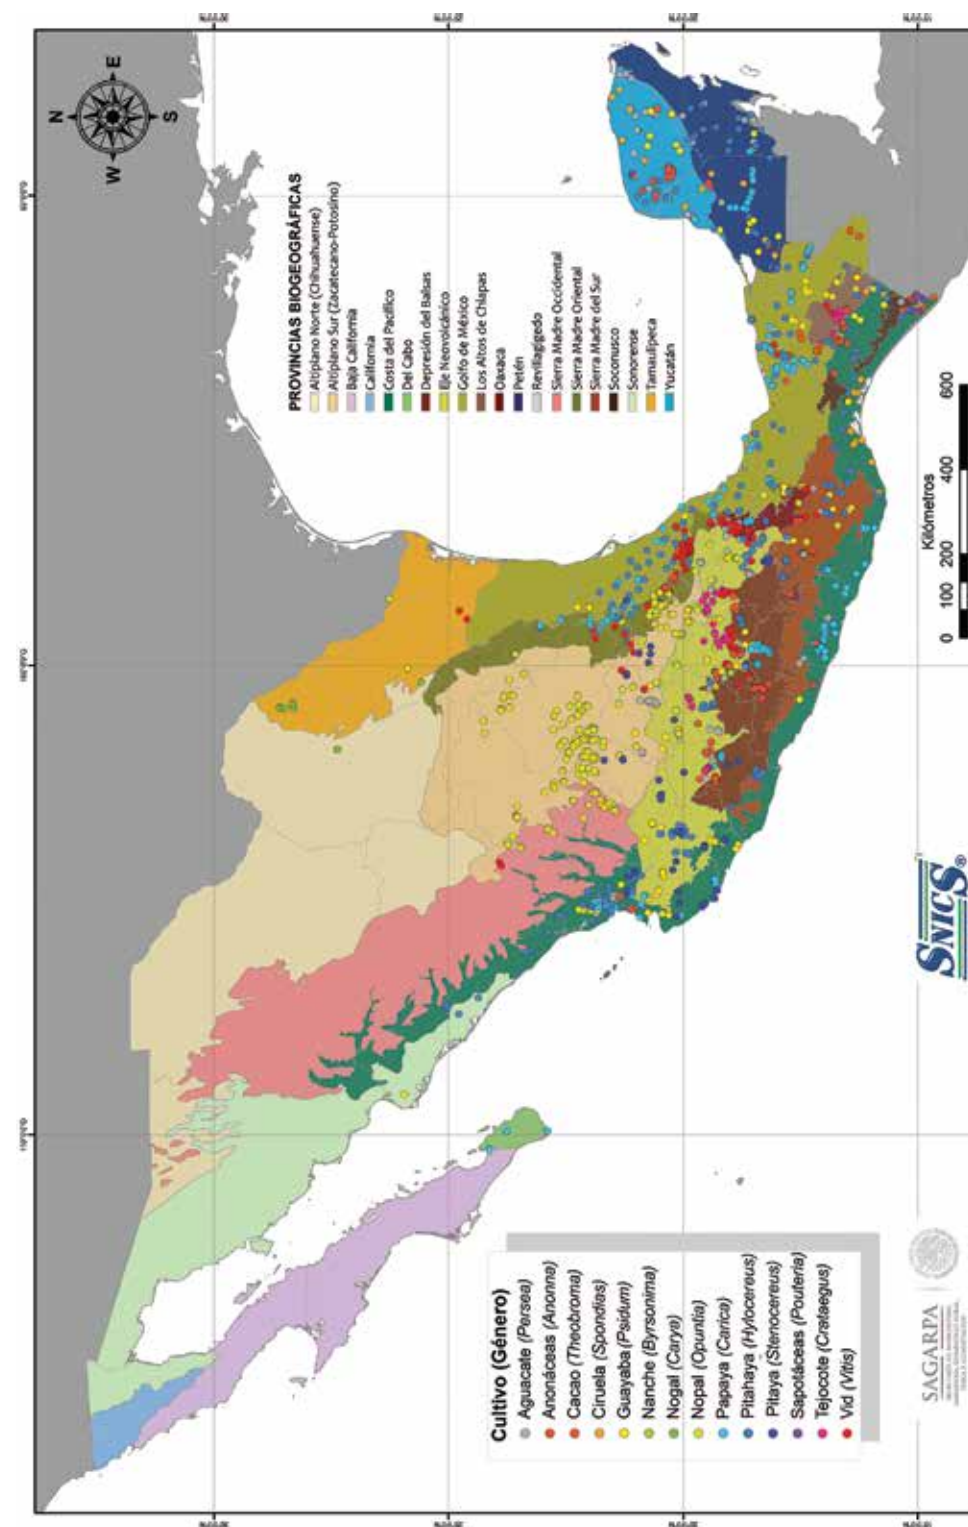 N
W
E
S
PROVINCIAS BIOGEOGRÁFICAS
Altiplano Norte (Chihuahuense)
Altiplano Sur (Zacatecano-Potosino)
Baja California
California
Costa del Pacífico
Del Cabo
Depresión del Balsas
Eje Neovolcánico
Golfo de México
Los Altos de Chiapas
Oaxaca
Petén
Revillagigedo
Sierra Madre Occidental
Sierra Madre Oriental
Sierra Madre del Sur
Soconusco
Sonorense
Tamaulipeca
Yucatán
Cultivo (Género)
Aguacate (Persea)
Anonáceas (Anonna)
Cacao (Theobroma)
Ciruela (Spondias)
Guayaba (Psidum)
Nanche (Byrsonima)
Nogal (Carya)
Nopal (Opuntia)
Papaya (Carica)
Pitahaya (Hylocereus)
Pitaya (Stenocereus)
Sapotáceas (Pouteria)
Tejocote (Crataegus)
Vid (Vitis)
Kilómetros
0 100 200 400 600
SAGARPA
SNICS®